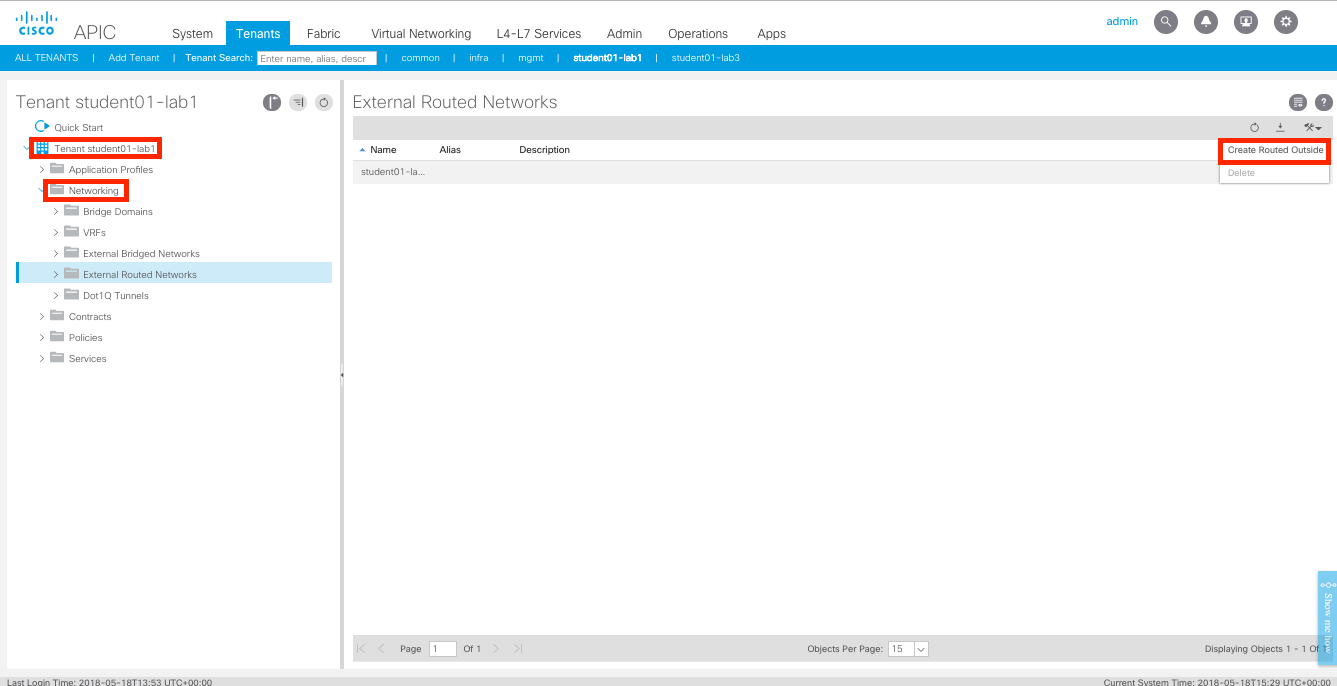 CISCO APIC
System Tenants Fabric Virtual Networking L4-L7 Services Admin Operations Apps
admin
ALL TENANTS | Add Tenant | Tenant Search: Enter name, alias, descr | common | infra | mgmt | student01-lab1 | student01-lab3
Tenant student01-lab1
Quick Start
Tenant student01-lab1
Application Profiles
Networking
Bridge Domains
VRFs
External Bridged Networks
External Routed Networks
Dot1Q Tunnels
Contracts
Policies
Services
External Routed Networks
Name Alias Description
student01-la...
Create Routed Outside
Delete
Page 1 Of 1
Objects Per Page: 15
Displaying Objects 1 - 1 Of
Show me how
Last Login Time: 2018-05-18T13:53 UTC+00:00
Current System Time: 2018-05-18T15:29 UTC+00:00